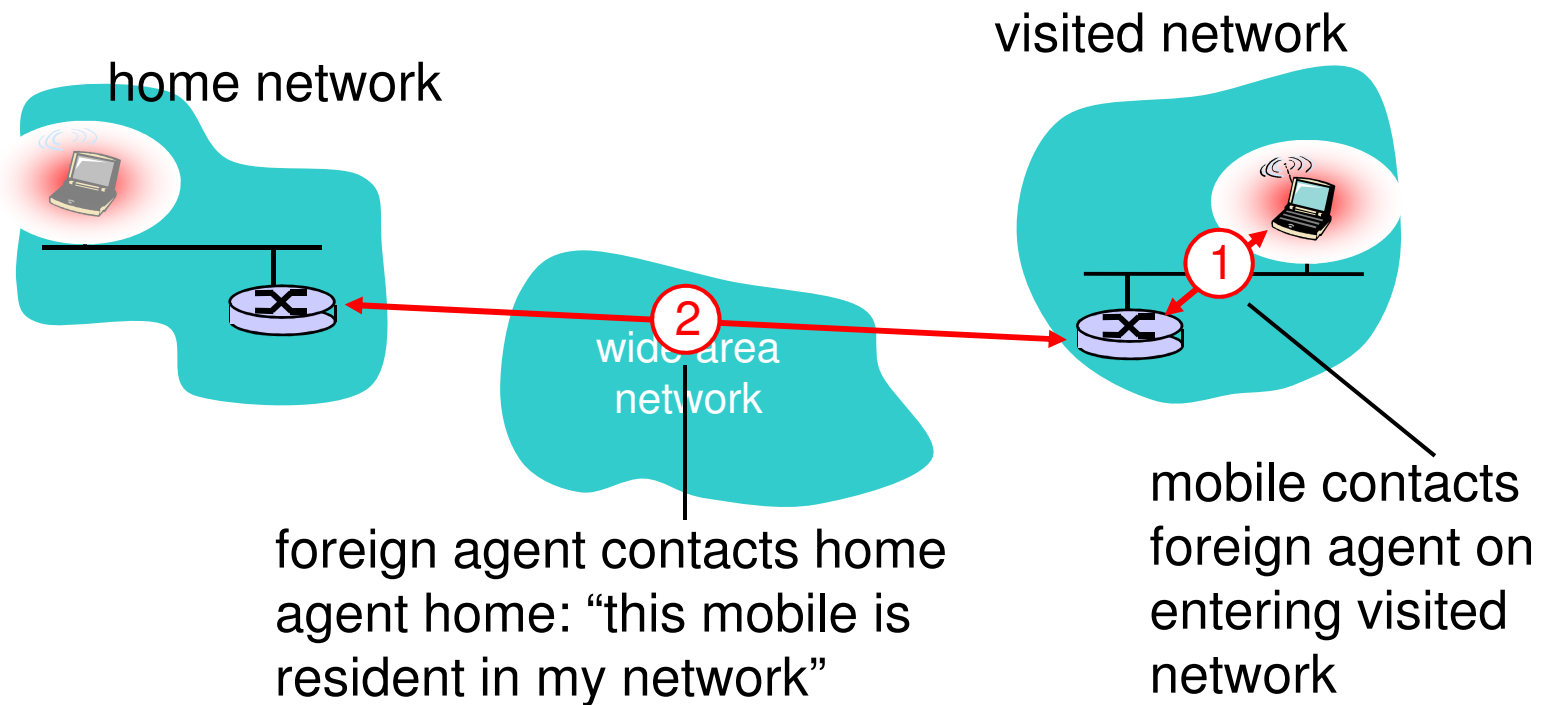 visited network
home network
1
2
wide area
network
foreign agent contacts home
agent home: “this mobile is
resident in my network”
mobile contacts
foreign agent on
entering visited
network